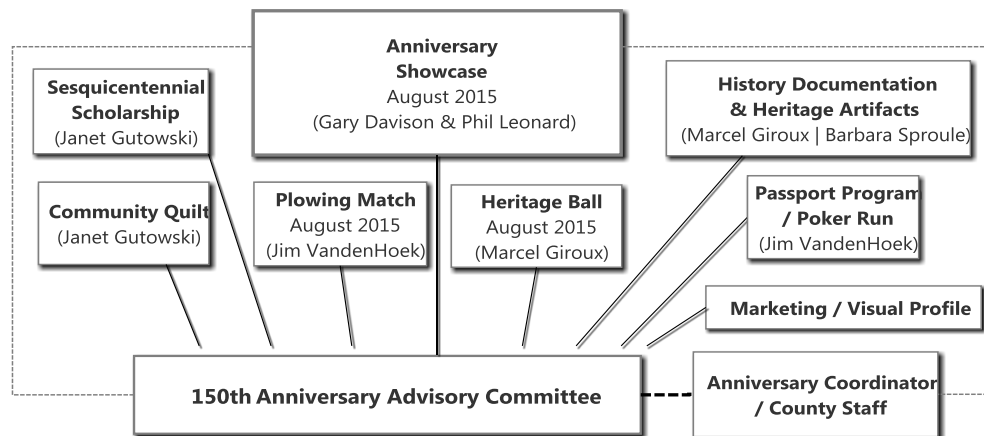 Anniversary
Showcase
August 2015
(Gary Davison & Phil Leonard)
Sesquicentennial
Scholarship
(Janet Gutowski)
History Documentation
& Heritage Artifacts
(Marcel Giroux | Barbara Sproule)
Community Quilt
(Janet Gutowski)
Plowing Match
August 2015
(Jim VandenHoek)
Heritage Ball
August 2015
(Marcel Giroux)
Passport Program
/ Poker Run
(Jim VandenHoek)
Marketing / Visual Profile
150th Anniversary Advisory Committee
Anniversary Coordinator
/ County Staff